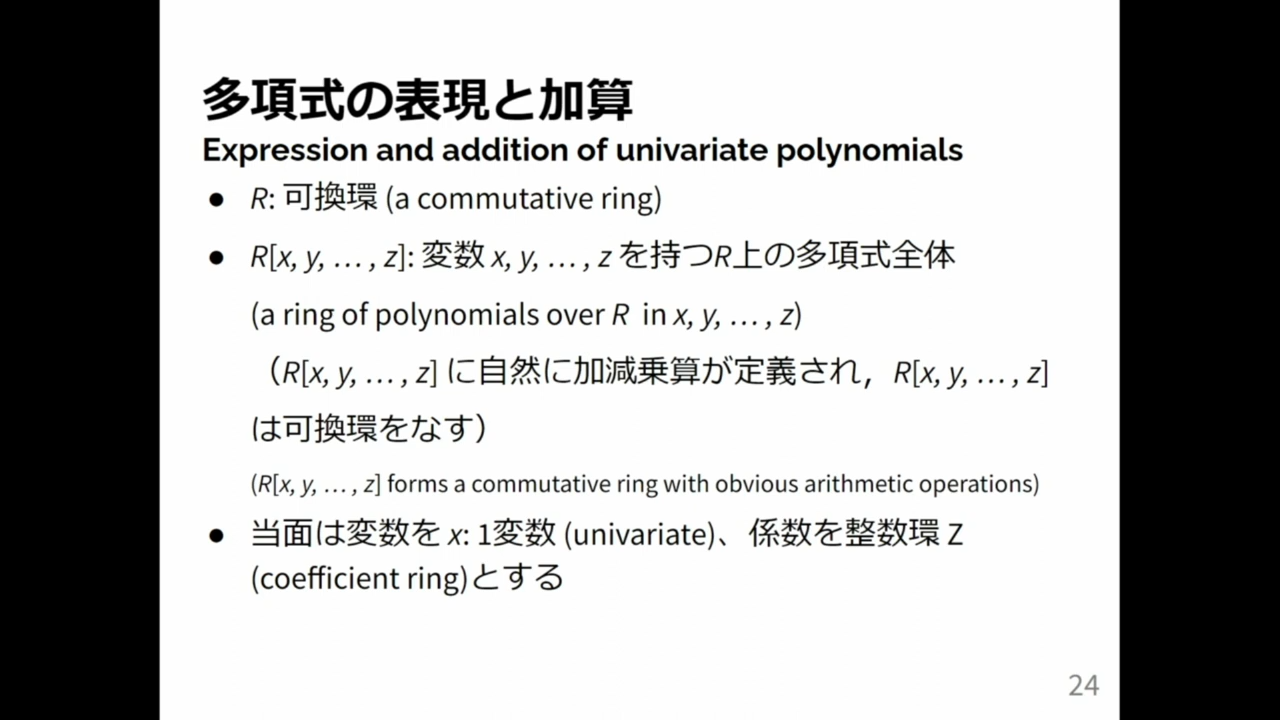 多項式の表現と加算
Expression and addition of univariate polynomials
● R: 可換環 (a commutative ring)
● R[x, y, … , z]: 変数 x, y, … , z を持つR上の多項式全体
(a ring of polynomials over R in x, y, … , z)
（R[x, y, … , z] に自然に加減乗算が定義され，R[x, y, … , z]
は可換環をなす）
(R[x, y, … , z] forms a commutative ring with obvious arithmetic operations)
● 当面は変数を x: 1変数 (univariate)、係数を整数環 Z
(coefficient ring)とする
24